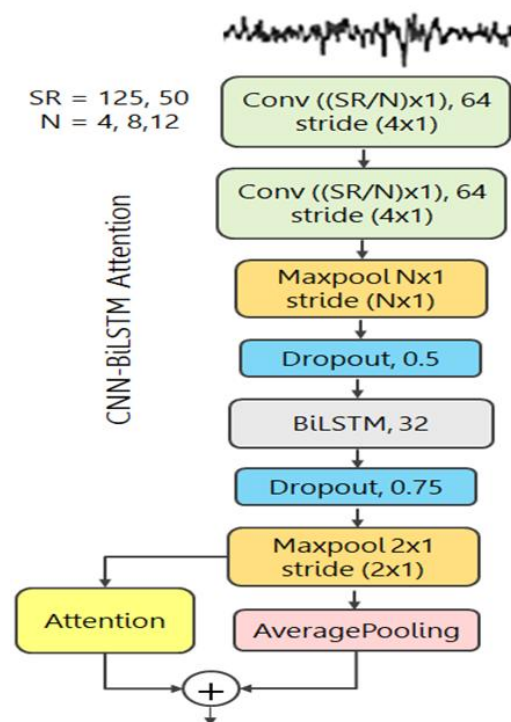 SR = 125, 50
N = 4, 8,12
CNN-BiLSTM Attention
Conv ((SR/N)x1), 64
stride (4x1)
Conv ((SR/N)x1), 64
stride (4x1)
Maxpool Nx1
stride (Nx1)
Dropout, 0.5
BiLSTM, 32
Dropout, 0.75
Maxpool 2x1
stride (2x1)
Attention
AveragePooling
+